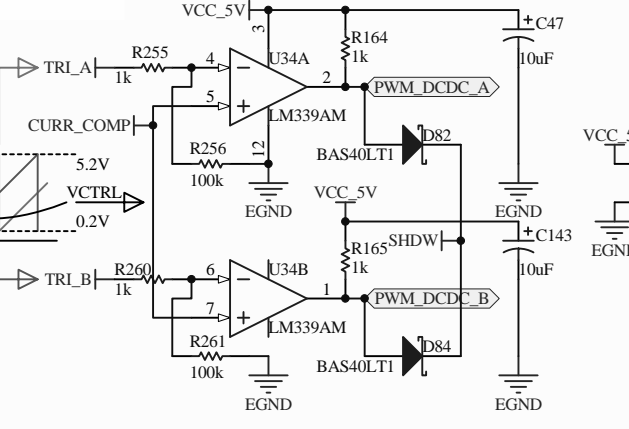 VCC_5V
3
R164
1k
+ C47
10uF
R255
TRI_A
1k
4
U34A
−
2
PWM_DCDC_A
5
+
LM339AM
CURR_COMP
12
D82
BAS40LT1
R256
100k
VCC_5
5.2V
VCTRL
0.2V
EGND
VCC_5V
EGND
EGND
R165
1k
SHDW
+ C143
10uF
R260
TRI_B
1k
6
U34B
−
1
PWM_DCDC_B
7
+
LM339AM
R261
100k
D84
BAS40LT1
EGND
EGND